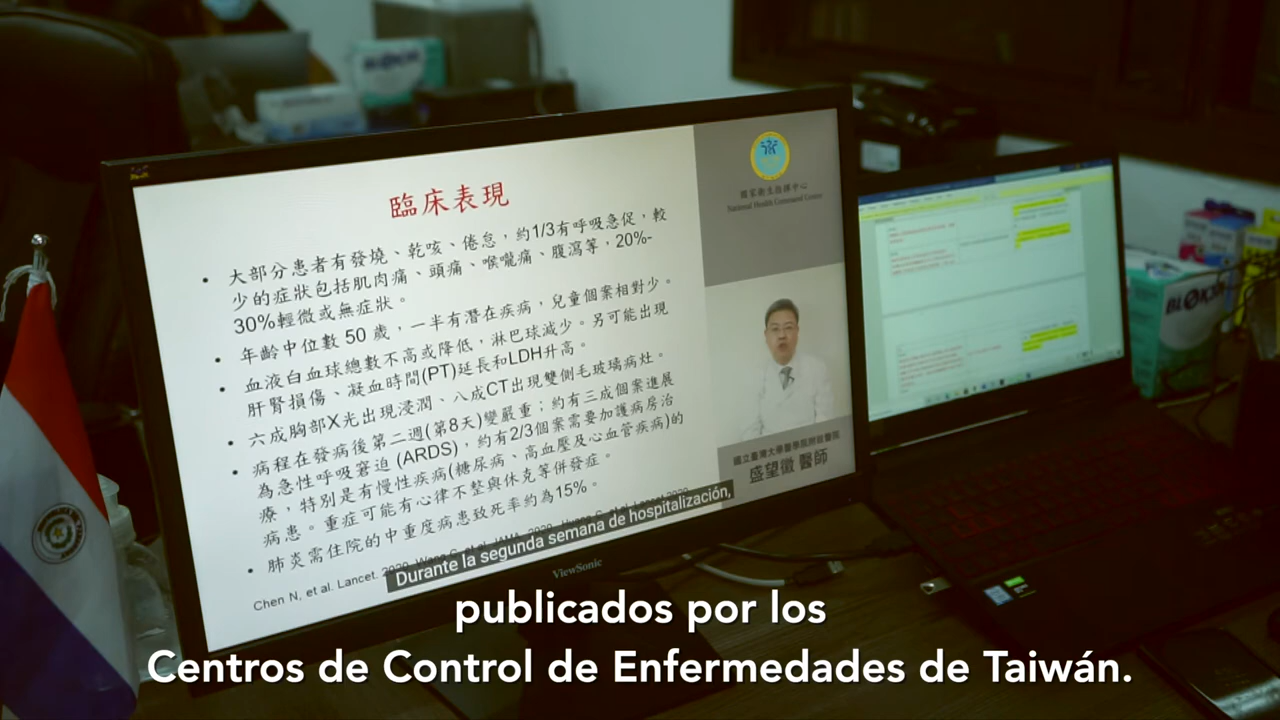 臨床表現
• 大部分患者有發燒、乾咳、倦怠，約1/3有呼吸急促，較
少的症狀包括肌肉痛、頭痛、喉嚨痛、腹瀉等，20%-
30%輕微或無症狀。
• 年齡中位數 50 歲，一半有潛在疾病，兒童個案相對少。
• 血液白血球總數不高或降低，淋巴球減少。另可能出現
肝腎損傷、凝血時間(PT)延長和LDH升高。
• 六成胸部X光出現浸潤、八成CT出現雙側毛玻璃病灶。
• 病程在發病後第二週(第8天)變嚴重；約有三成個案進展
為急性呼吸窘迫 (ARDS)，約有2/3個案需要加護病房治
療，特別是有慢性疾病(糖尿病、高血壓及心血管疾病)的
病患。重症可能有心律不整與休克等併發症。
• 肺炎需住院的中重度病患致死率約為15%。
Chen N, et al. Lancet.
Durante la segunda semana de hospitalización,
國家衛生指揮中心
National Health Command Center
國立臺灣大學醫學院附設醫院
盛望徽 醫師
ViewSonic
publicados por los
Centros de Control de Enfermedades de Taiwán.